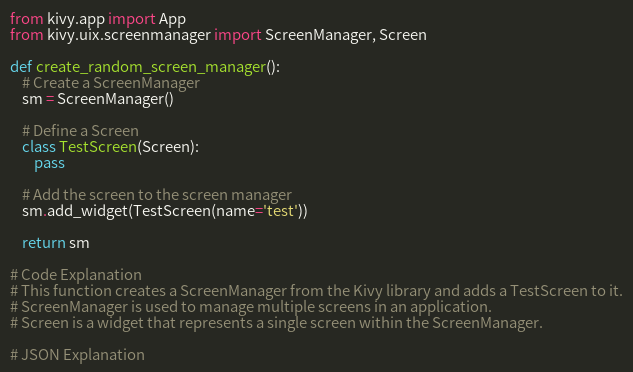 from kivy.app import App
from kivy.uix.screenmanager import ScreenManager, Screen

def create_random_screen_manager():
    # Create a ScreenManager
    sm = ScreenManager()

    # Define a Screen
    class TestScreen(Screen):
        pass

    # Add the screen to the screen manager
    sm.add_widget(TestScreen(name='test'))

    return sm

# Code Explanation
# This function creates a ScreenManager from the Kivy library and adds a TestScreen to it.
# ScreenManager is used to manage multiple screens in an application.
# Screen is a widget that represents a single screen within the ScreenManager.

# JSON Explanation